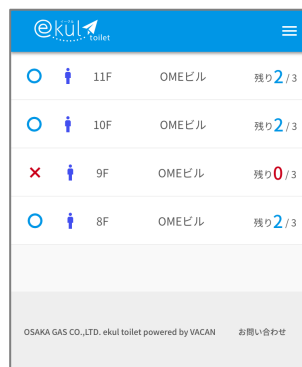 ekül toilet
11F OMEビル 残り2/3
10F OMEビル 残り2/3
× 9F OMEビル 残り0/3
8F OMEビル 残り2/3
OSAKA GAS CO.,LTD. ekul toilet powered by VACAN お問い合わせ